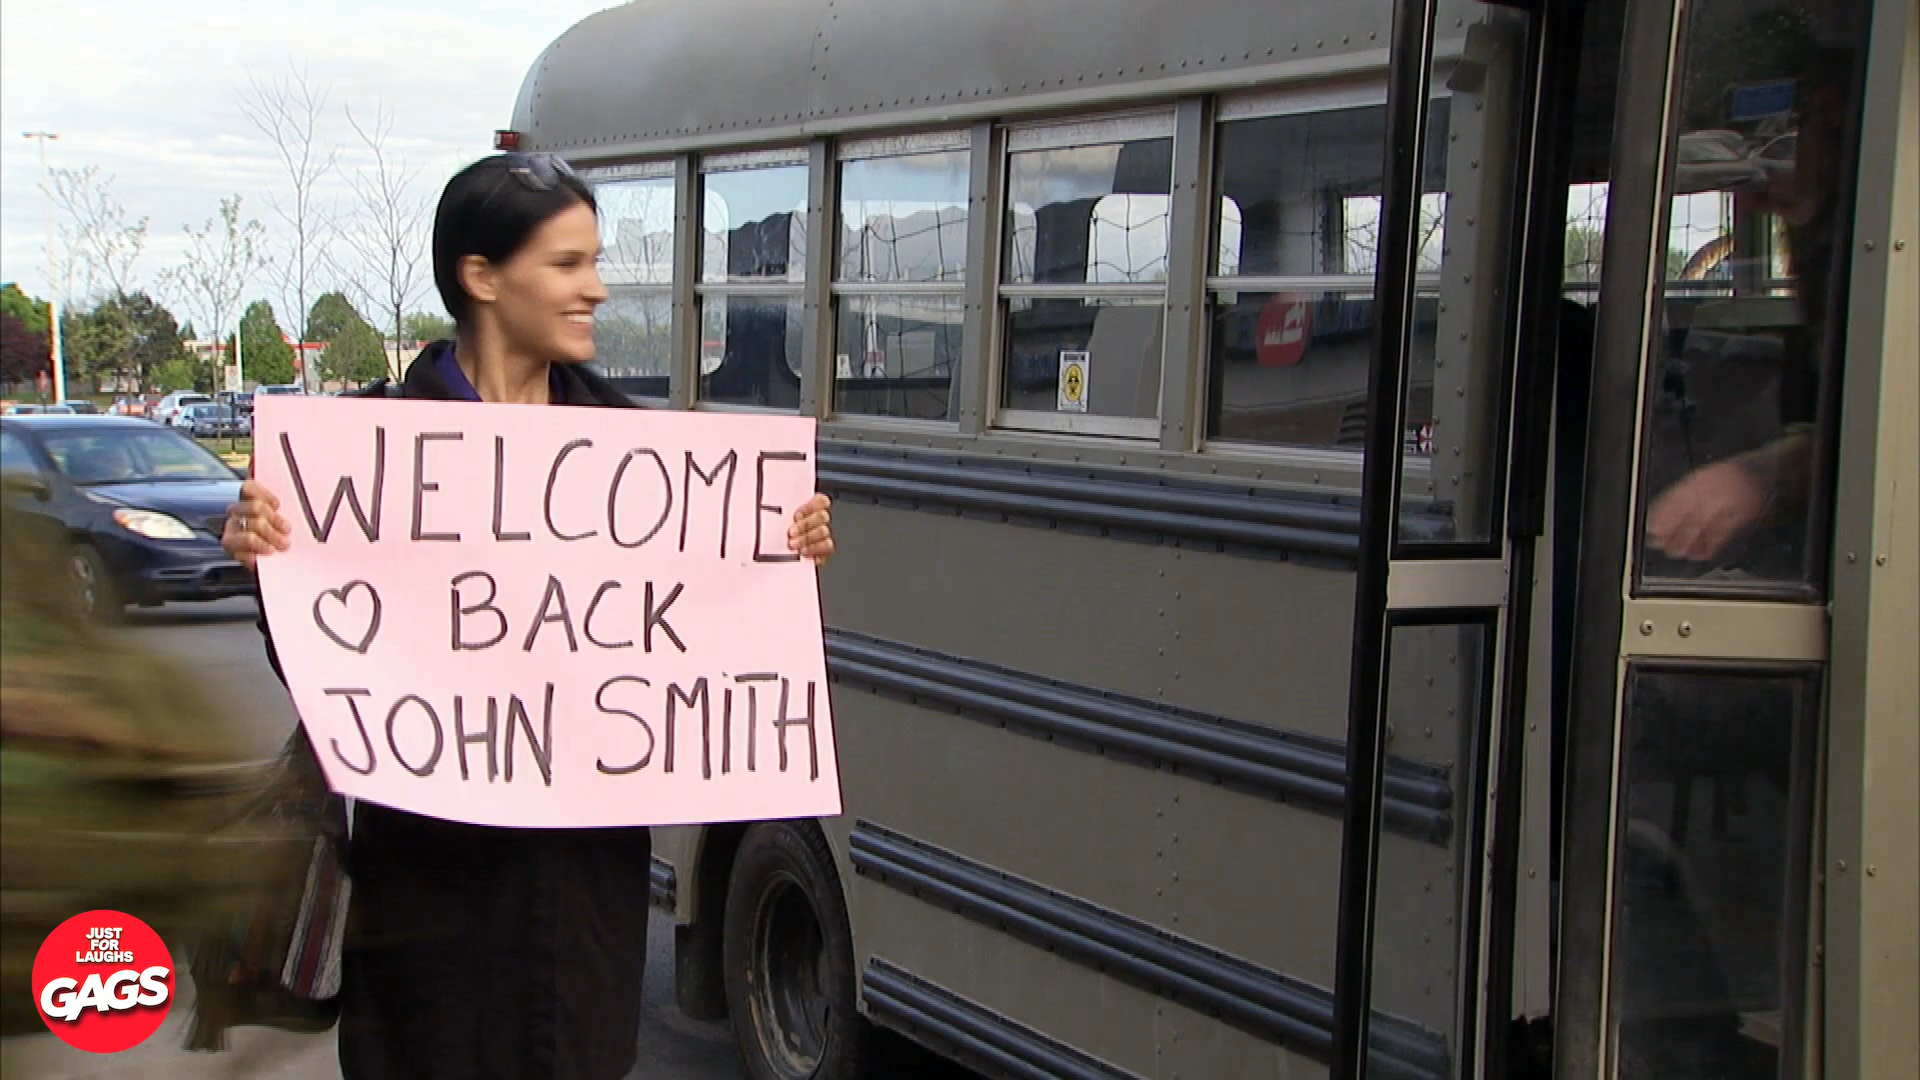 WELCOME
♡ BACK
JOHN SMiTH
JUST
FOR
LAUGHS
GAGS